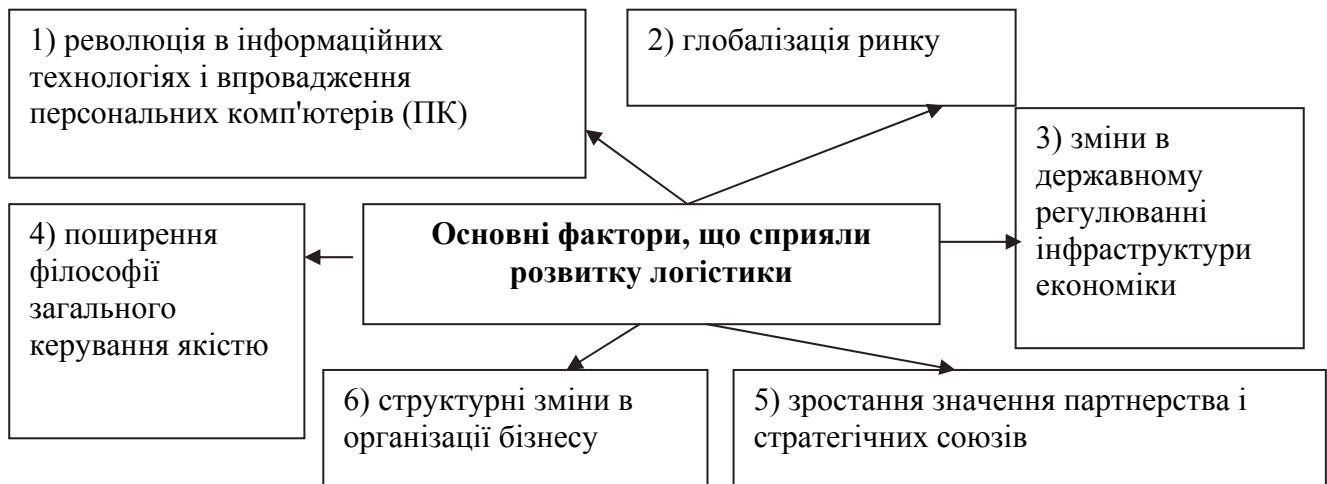 1) революція в інформаційних
технологіях і впровадження
персональних комп'ютерів (ПК)
2) глобалізація ринку
3) зміни в
державному
регулюванні
інфраструктури
економіки
4) поширення
філософії
загального
керування якістю
Основні фактори, що сприяли
розвитку логістики
6) структурні зміни в
організації бізнесу
5) зростання значення партнерства і
стратегічних союзів